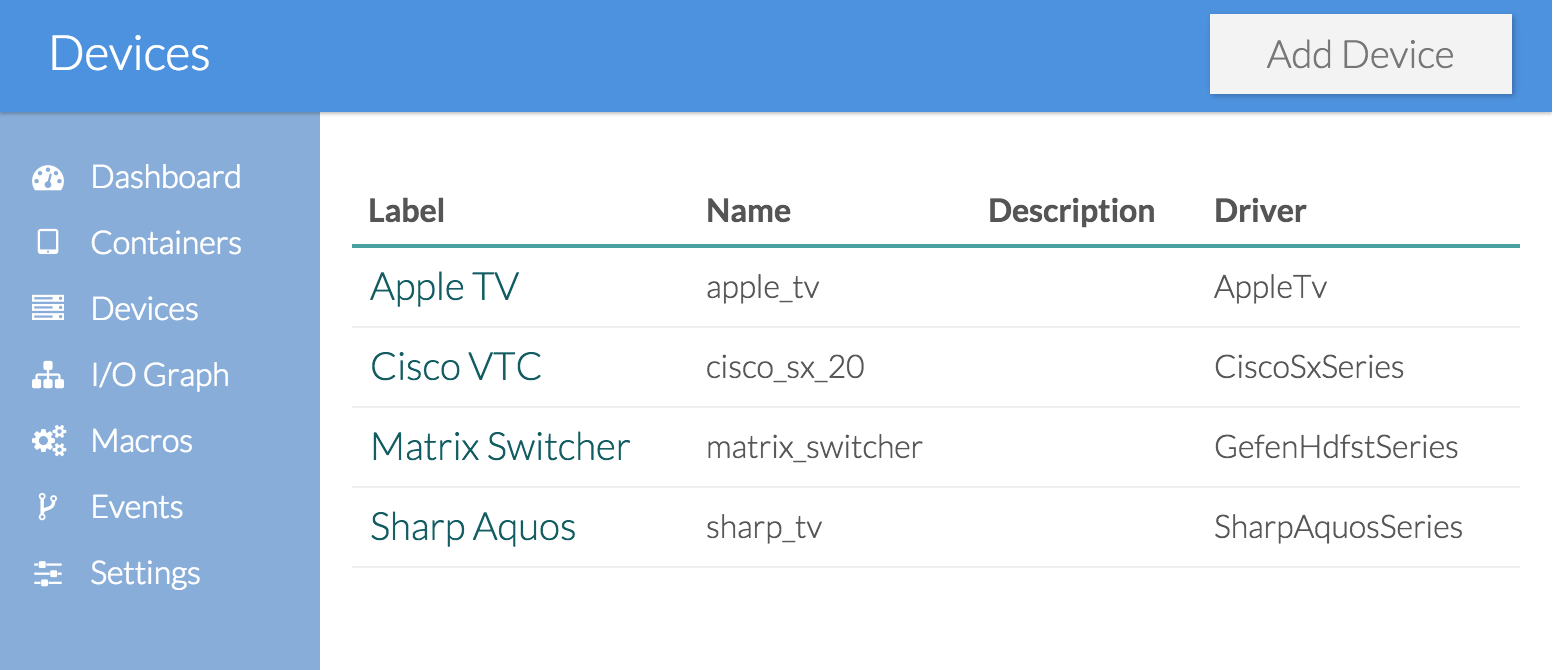 Devices
Add Device
Dashboard
Containers
Devices
I/O Graph
Macros
Events
Settings
Label Name Description Driver
Apple TV apple_tv AppleTv
Cisco VTC cisco_sx_20 CiscoSxSeries
Matrix Switcher matrix_switcher GefenHdfstSeries
Sharp Aquos sharp_tv SharpAquosSeries